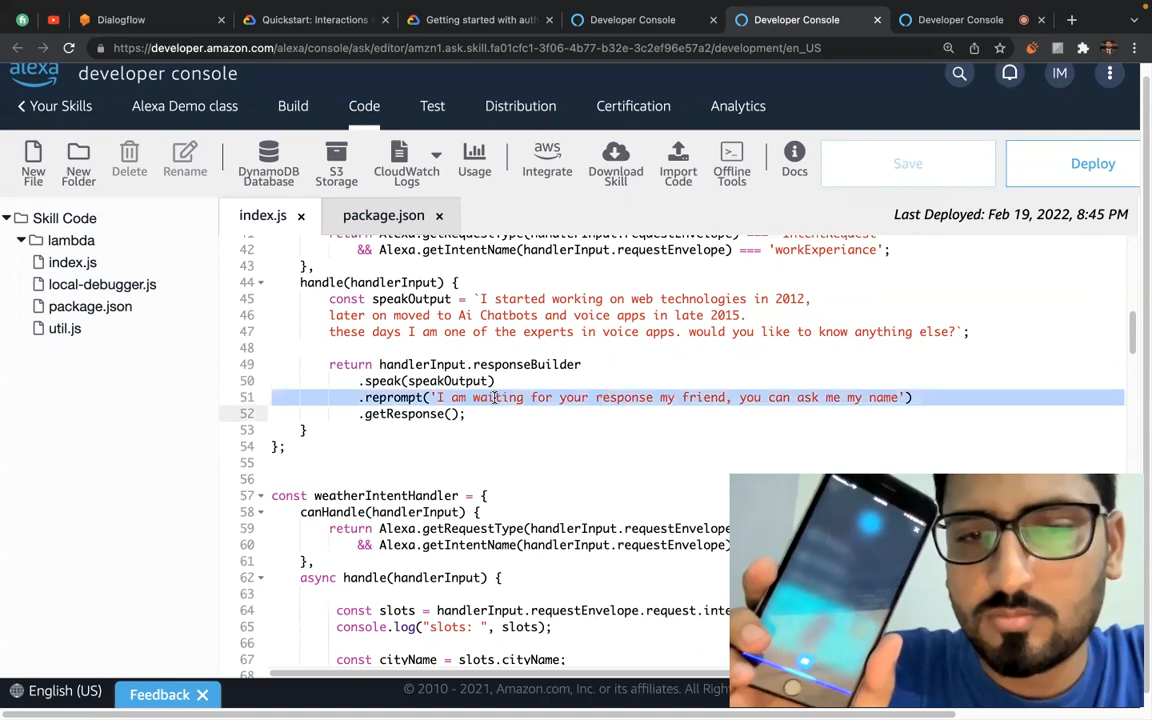 Dialogflow
Quickstart: Interactions
Getting started with auth
Developer Console
Developer Console
Developer Console
https://developer.amazon.com/alexa/console/ask/editor/amzn1.ask.skill.fa01cfc1-3f06-4b77-b32e-3c2ef96e57a2/development/en_US
alexa developer console
IM
Your Skills Alexa Demo class Build Code Test Distribution Certification Analytics
New File
New Folder
Delete
Rename
DynamoDB Database
S3 Storage
CloudWatch Logs
Usage
aws Integrate
Download Skill
Import Code
Offline Tools
Docs
Save
Deploy
Skill Code
lambda
index.js
local-debugger.js
package.json
util.js
index.js
package.json
Last Deployed: Feb 19, 2022, 8:45 PM
41 return Alexa.getRequestType(handlerInput.requestEnvelope) === 'IntentRequest'
42 && Alexa.getIntentName(handlerInput.requestEnvelope) === 'workExperiance';
43 },
44 handle(handlerInput) {
45 const speakOutput = `I started working on web technologies in 2012,
46 later on moved to Ai Chatbots and voice apps in late 2015.
47 these days I am one of the experts in voice apps. would you like to know anything else?`;
48
49 return handlerInput.responseBuilder
50 .speak(speakOutput)
51 .reprompt('I am waiting for your response my friend, you can ask me my name')
52 .getResponse();
53 }
54 };
55
56
57 const weatherIntentHandler = {
58 canHandle(handlerInput) {
59 return Alexa.getRequestType(handlerInput.requestEnvelope
60 && Alexa.getIntentName(handlerInput.requestEnvelope)
61 },
62 async handle(handlerInput) {
63
64 const slots = handlerInput.requestEnvelope.request.inte
65 console.log("slots: ", slots);
66
67 const cityName = slots.cityName;
68
English (US)
Feedback
© 2010 - 2021, Amazon.com, Inc. or its affiliates. All Righ